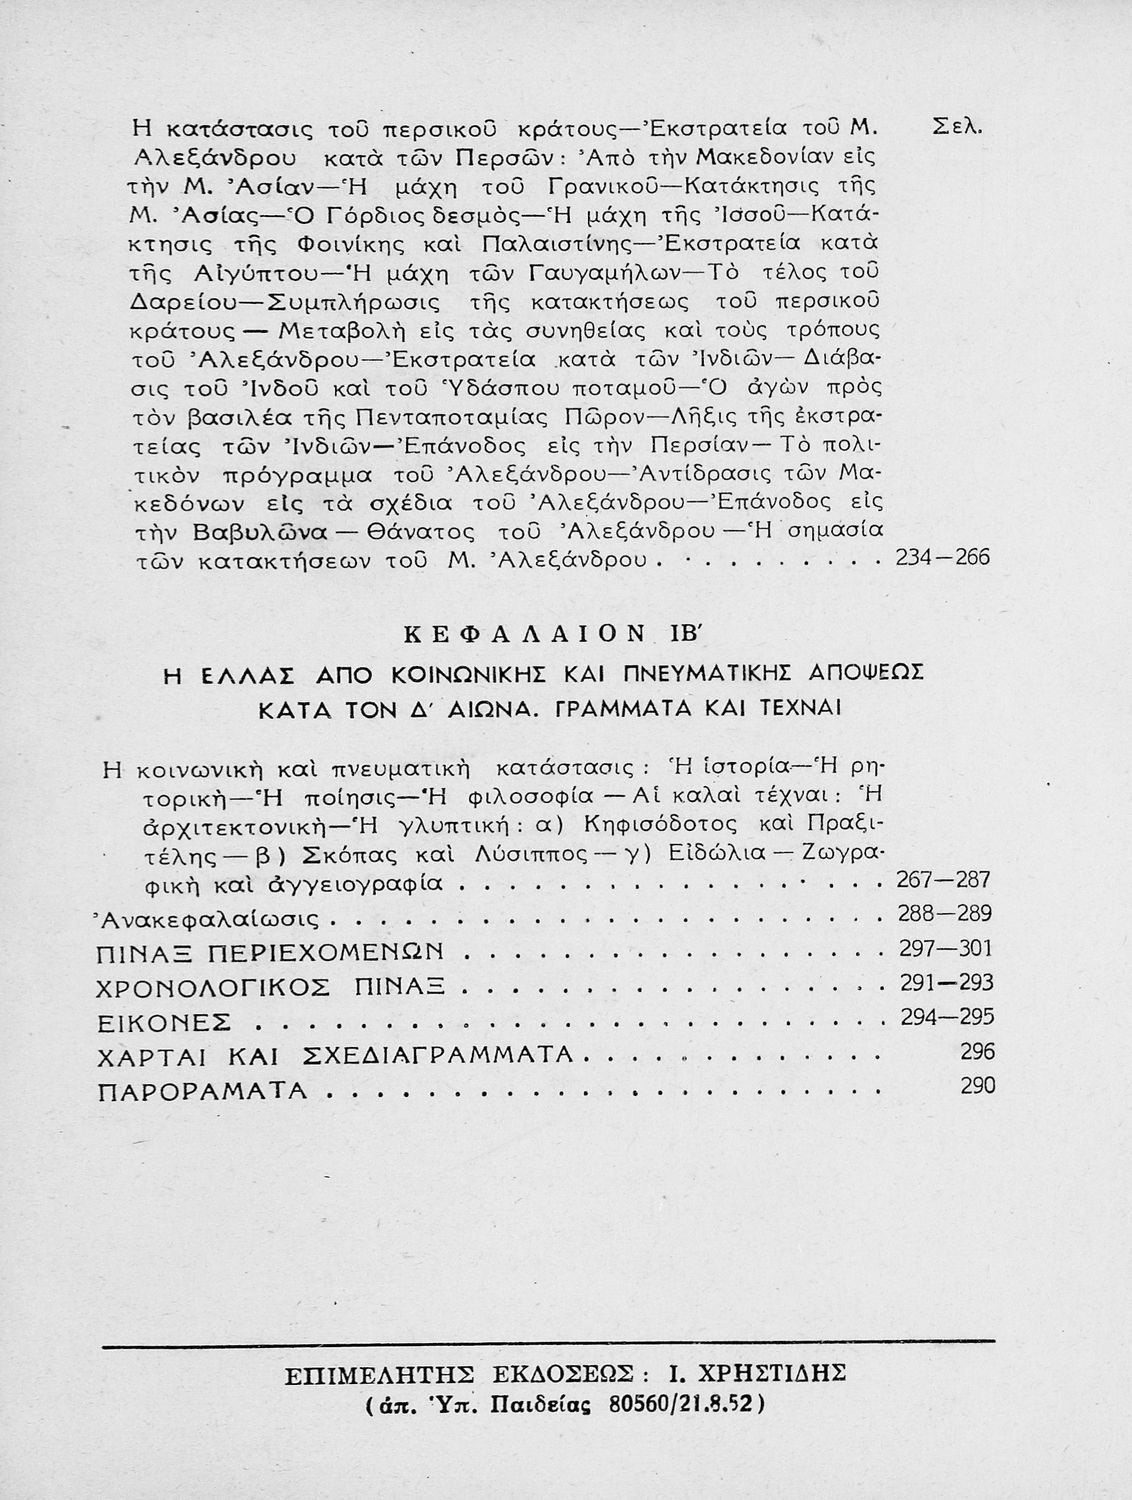 Η κατάστασις τοῦ περσικοῦ κράτους—Ἐκστρατεία τοῦ Μ. Σελ.
Ἀλεξάνδρου κατὰ τῶν Περσῶν : Ἀπὸ τὴν Μακεδονίαν εἰς
τὴν Μ. Ἀσίαν—Ἡ μάχη τοῦ Γρανικοῦ—Κατάκτησις τῆς
Μ. Ἀσίας—Ὁ Γόρδιος δεσμὸς—Ἡ μάχη τῆς Ἰσσοῦ—Κατά-
κτησις τῆς Φοινίκης καὶ Παλαιστίνης—Ἐκστρατεία κατὰ
τῆς Αἰγύπτου—Ἡ μάχη τῶν Γαυγαμήλων—Τὸ τέλος τοῦ
Δαρείου—Συμπλήρωσις τῆς κατακτήσεως τοῦ περσικοῦ
κράτους — Μεταβολὴ εἰς τὰς συνηθείας καὶ τοὺς τρόπους
τοῦ Ἀλεξάνδρου—Ἐκστρατεία κατὰ τῶν Ἰνδιῶν— Διάβα-
σις τοῦ Ἰνδοῦ καὶ τοῦ Ὑδάσπου ποταμοῦ—Ὁ ἀγὼν πρὸς
τὸν βασιλέα τῆς Πενταποταμίας Πῶρον—Λῆξις τῆς ἐκστρα-
τείας τῶν Ἰνδιῶν—Ἐπάνοδος εἰς τὴν Περσίαν— Τὸ πολι-
τικὸν πρόγραμμα τοῦ Ἀλεξάνδρου—Ἀντίδρασις τῶν Μα-
κεδόνων εἰς τὰ σχέδια τοῦ Ἀλεξάνδρου—Ἐπάνοδος εἰς
τὴν Βαβυλῶνα — Θάνατος τοῦ Ἀλεξάνδρου —Ἡ σημασία
τῶν κατακτήσεων τοῦ Μ. Ἀλεξάνδρου . . . . . . . . . . 234—266
ΚΕΦΑΛΑΙΟΝ ΙΒ′
Η ΕΛΛΑΣ ΑΠΟ ΚΟΙΝΩΝΙΚΗΣ ΚΑΙ ΠΝΕΥΜΑΤΙΚΗΣ ΑΠΟΨΕΩΣ
ΚΑΤΑ ΤΟΝ Δ′ ΑΙΩΝΑ. ΓΡΑΜΜΑΤΑ ΚΑΙ ΤΕΧΝΑΙ
Η κοινωνικὴ καὶ πνευματικὴ κατάστασις : Ἡ ἱστορία—Ἡ ρη-
τορικὴ—Ἡ ποίησις—Ἡ φιλοσοφία — Αἱ καλαὶ τέχναι : Ἡ
ἀρχιτεκτονικὴ—Ἡ γλυπτική : α) Κηφισόδοτος καὶ Πραξι-
τέλης — β) Σκόπας καὶ Λύσιππος — γ) Εἰδώλια — Ζωγρα-
φικὴ καὶ ἀγγειογραφία . . . . . . . . . . . . . . . . . 267—287
Ἀνακεφαλαίωσις . . . . . . . . . . . . . . . . . . . . . . 288—289
ΠΙΝΑΞ ΠΕΡΙΕΧΟΜΕΝΩΝ . . . . . . . . . . . . . . . . . 297—301
ΧΡΟΝΟΛΟΓΙΚΟΣ ΠΙΝΑΞ . . . . . . . . . . . . . . . . . 291—293
ΕΙΚΟΝΕΣ . . . . . . . . . . . . . . . . . . . . . . . . . 294—295
ΧΑΡΤΑΙ ΚΑΙ ΣΧΕΔΙΑΓΡΑΜΜΑΤΑ . . . . . . . . . . . . 296
ΠΑΡΟΡΑΜΑΤΑ . . . . . . . . . . . . . . . . . . . . . . 290
ΕΠΙΜΕΛΗΤΗΣ ΕΚΔΟΣΕΩΣ : Ι. ΧΡΗΣΤΙΔΗΣ
(ἀπ. Ὑπ. Παιδείας 80560/21.8.52)